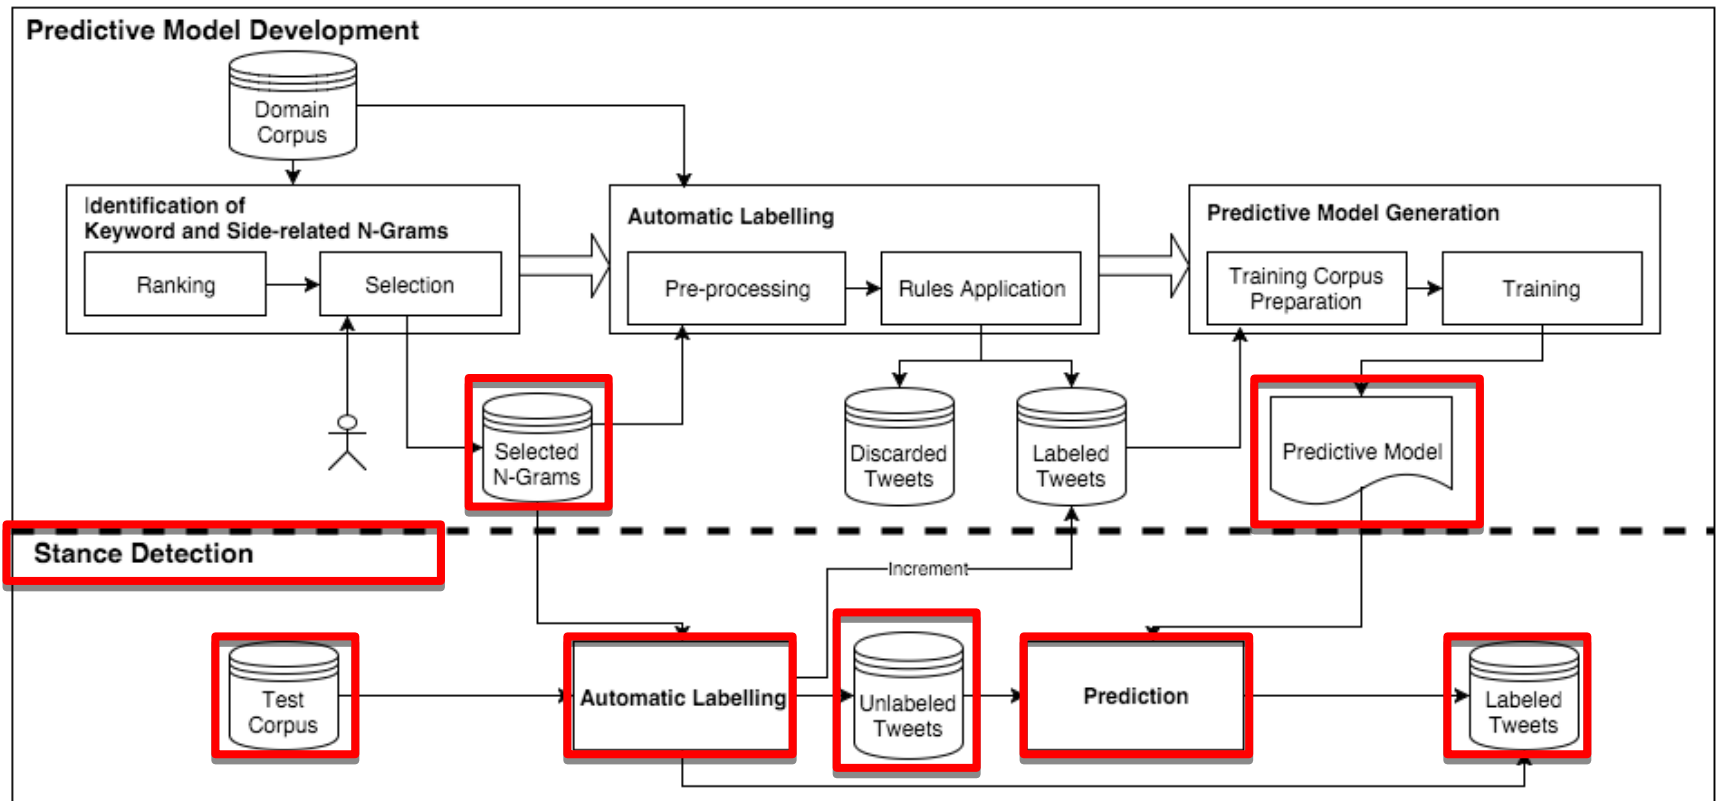 Predictive Model Development
Domain
Corpus
Identification of
Keyword and Side-related N-Grams
Ranking
Selection
Automatic Labelling
Pre-processing
Rules Application
Predictive Model Generation
Training Corpus
Preparation
Training
Selected
N-Grams
Discarded
Tweets
Labeled
Tweets
Predictive Model
Stance Detection
Increment
Test
Corpus
Automatic Labelling
Unlabeled
Tweets
Prediction
Labeled
Tweets